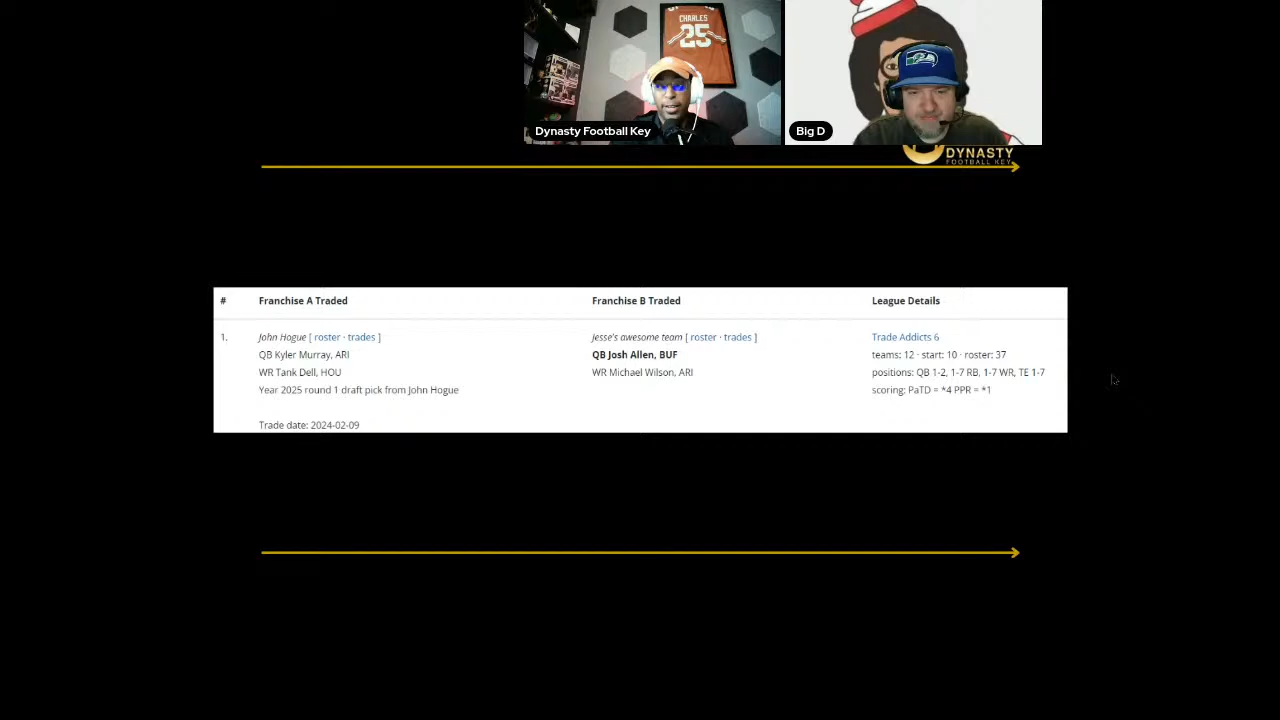 CHARLES
25
Dynasty Football Key
Big D
DYNASTY
FOOTBALL KEY
# Franchise A Traded Franchise B Traded League Details
1. John Hogue [ roster · trades ] Jesse's awesome team [ roster · trades ] Trade Addicts 6
QB Kyler Murray, ARI QB Josh Allen, BUF teams: 12 · start: 10 · roster: 37
WR Tank Dell, HOU WR Michael Wilson, ARI positions: QB 1-2, 1-7 RB, 1-7 WR, TE 1-7
Year 2025 round 1 draft pick from John Hogue scoring: PaTD = *4 PPR = *1
Trade date: 2024-02-09